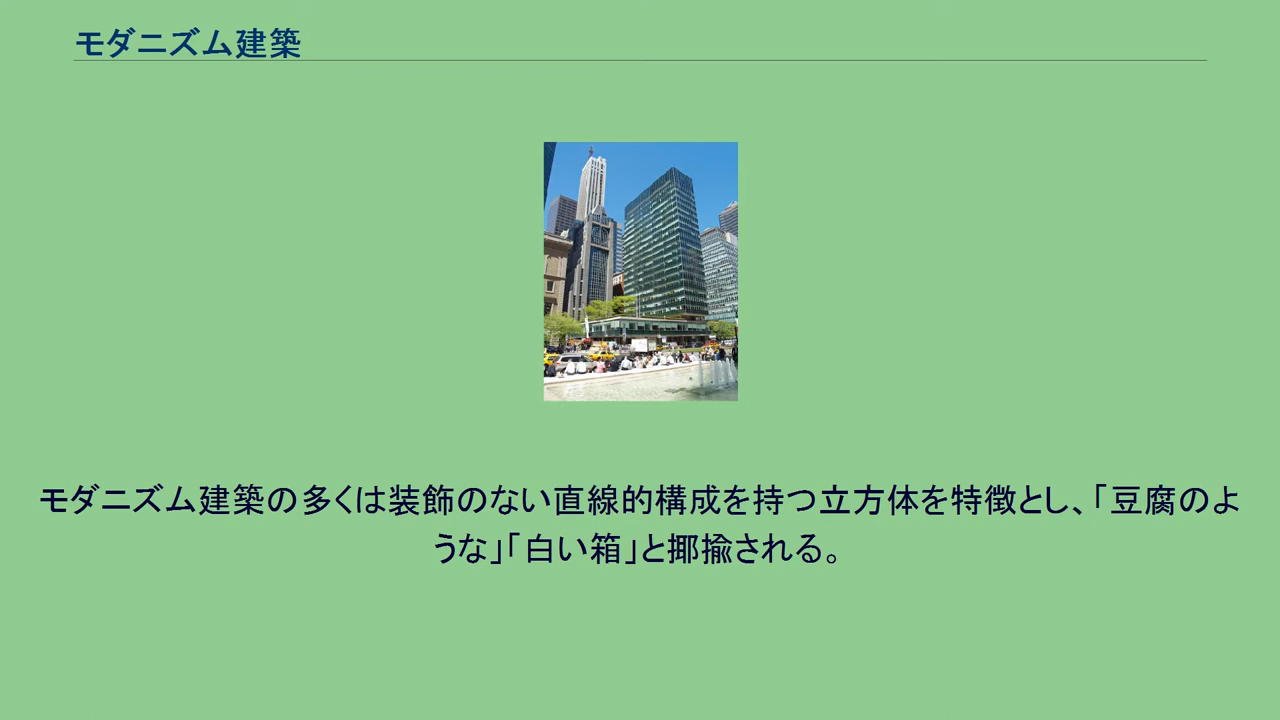 モダニズム建築
モダニズム建築の多くは装飾のない直線的構成を持つ立方体を特徴とし、「豆腐のよ
うな」「白い箱」と揶揄される。